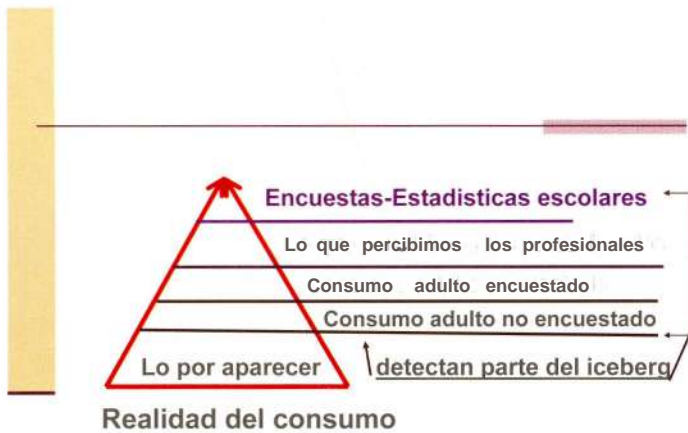 Encuestas-Estadisticas escolares
Lo que percibimos los profesionales
Consumo adulto encuestado
Consumo adulto no encuestado
Lo por aparecer
detectan parte del iceberg
Realidad del consumo